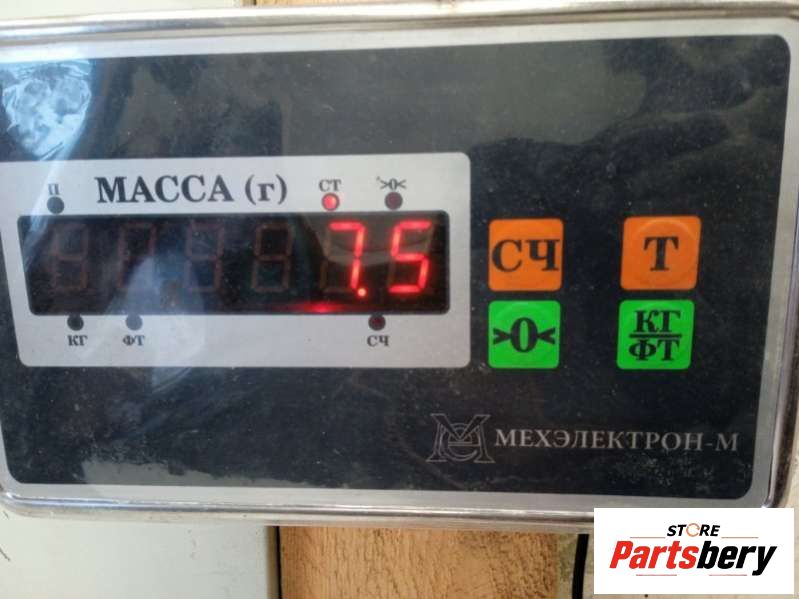 П МАССА (г) СТ >0<
7.5
КГ ФТ СЧ
СЧ Т
>0< КГ
ФТ
МЕХЭЛЕКТРОН-М
STORE
Partsbery